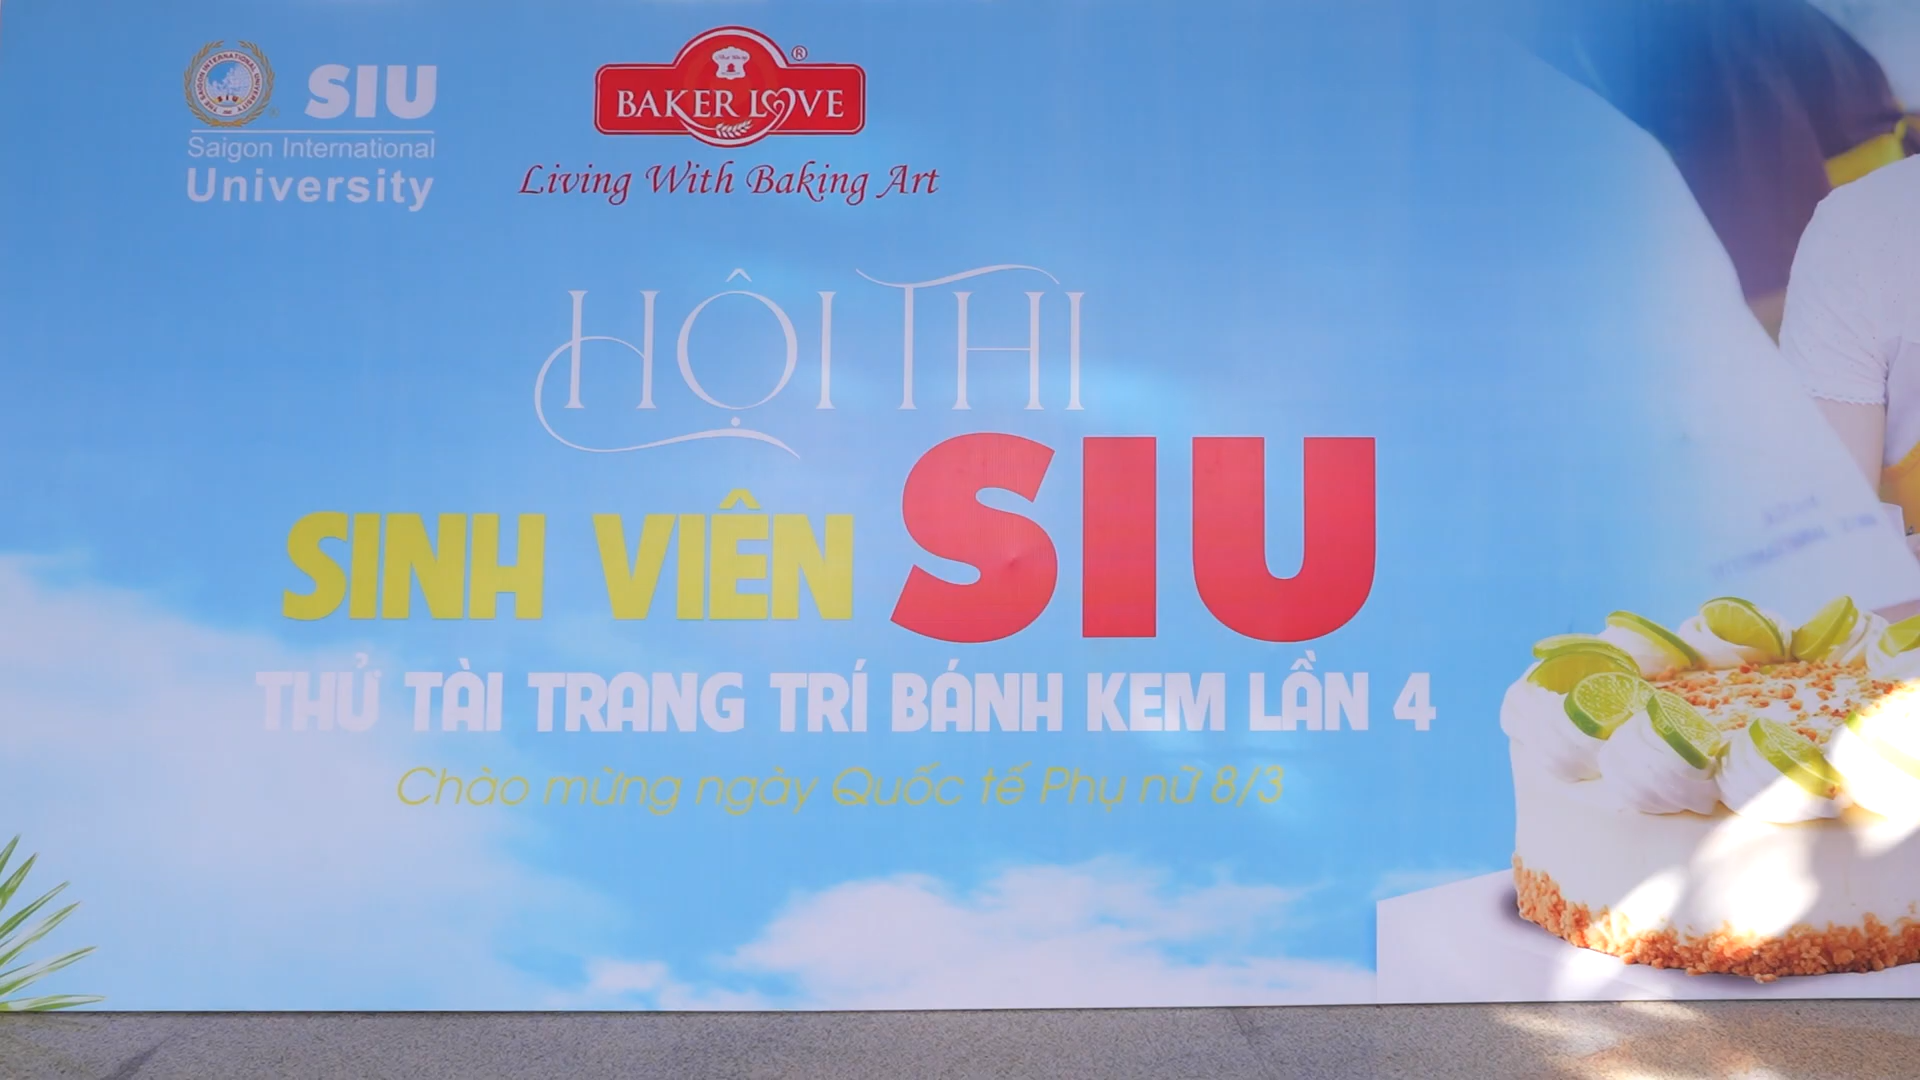 SIU
Saigon International
University
BAKER LOVE ®
Living With Baking Art
HỘI THI
SINH VIÊN SIU
THỬ TÀI TRANG TRÍ BÁNH KEM LẦN 4
Chào mừng ngày Quốc tế Phụ nữ 8/3